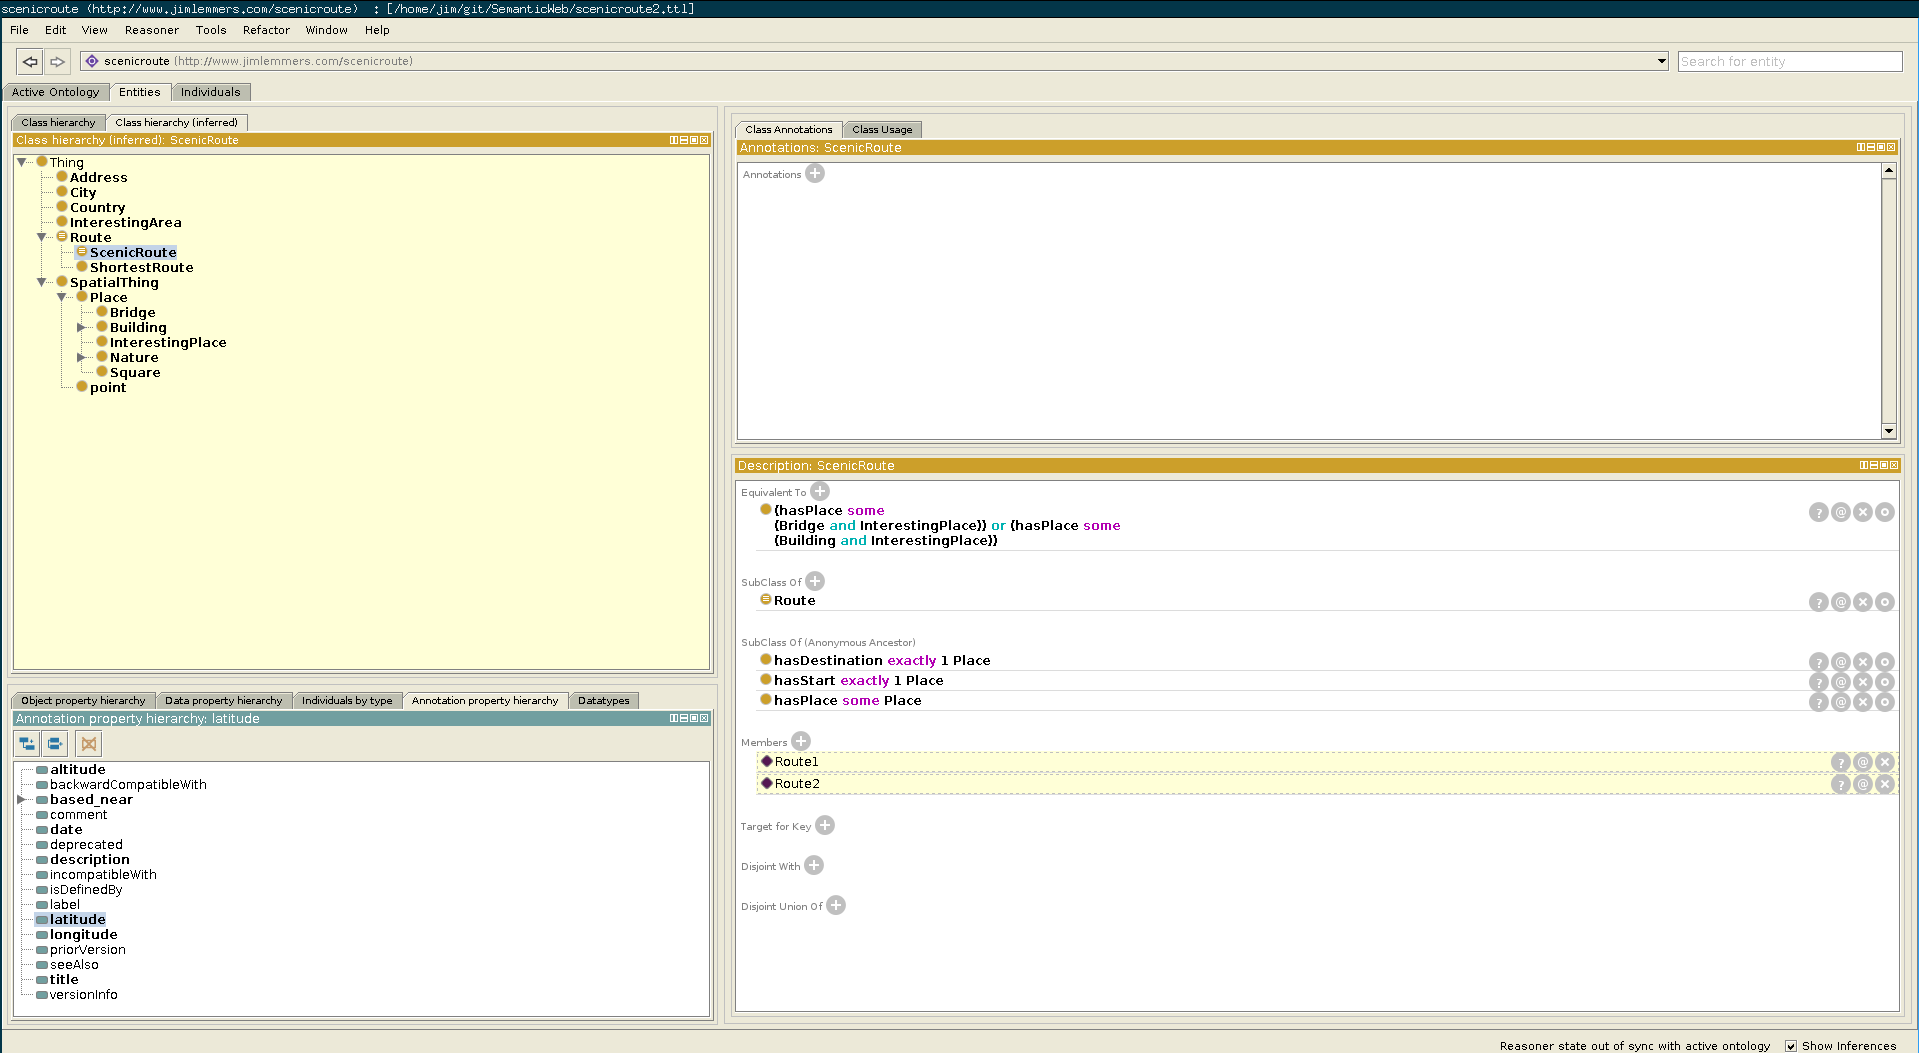 scenicroute (http://www.jimlemmers.com/scenicroute)  : [/home/jim/git/SemanticWeb/scenicroute2.ttl]
File Edit View Reasoner Tools Refactor Window Help
scenicroute (http://www.jimlemmers.com/scenicroute)
Search for entity
Active Ontology Entities Individuals
Class hierarchy Class hierarchy (inferred)
Class hierarchy (inferred): ScenicRoute
Thing
Address
City
Country
InterestingArea
Route
ScenicRoute
ShortestRoute
SpatialThing
Place
Bridge
Building
InterestingPlace
Nature
Square
point
Object property hierarchy Data property hierarchy Individuals by type Annotation property hierarchy Datatypes
Annotation property hierarchy: latitude
altitude
backwardCompatibleWith
based_near
comment
date
deprecated
description
incompatibleWith
isDefinedBy
label
latitude
longitude
priorVersion
seeAlso
title
versionInfo
Class Annotations Class Usage
Annotations: ScenicRoute
Annotations
Description: ScenicRoute
Equivalent To
(hasPlace some
(Bridge and InterestingPlace)) or (hasPlace some
(Building and InterestingPlace))
SubClass Of
Route
SubClass Of (Anonymous Ancestor)
hasDestination exactly 1 Place
hasStart exactly 1 Place
hasPlace some Place
Members
Route1
Route2
Target for Key
Disjoint With
Disjoint Union Of
Reasoner state out of sync with active ontology Show Inferences